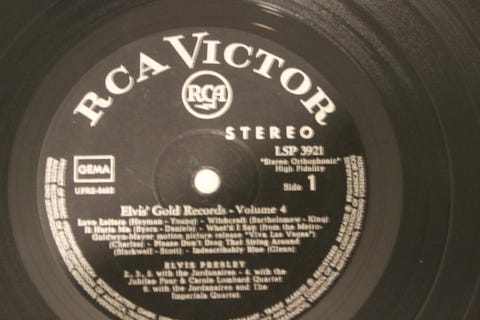 RCA VICTOR
RCA
STEREO
LSP 3921
"Stereo Orthophonic"
High Fidelity
GEMA
Side 1
Elvis' Gold Records - Volume 4
Love Letters (Heyman - Young) - Witchcraft (Bartholomew - King)
It Hurts Me (Byers - Daniels) - What'd I Say (from the Metro-
Goldwyn-Mayer motion picture release "Viva Las Vegas")
(Charles) - Please Don't Drag That String Around
(Blackwell - Scott) - Indescribably Blue (Glenn)
ELVIS PRESLEY
2, 3, 5 with the Jordanaires - 4. with the
Jubilee Four & Carole Lombard Quartet
6. with the Jordanaires and The
Imperials Quartet